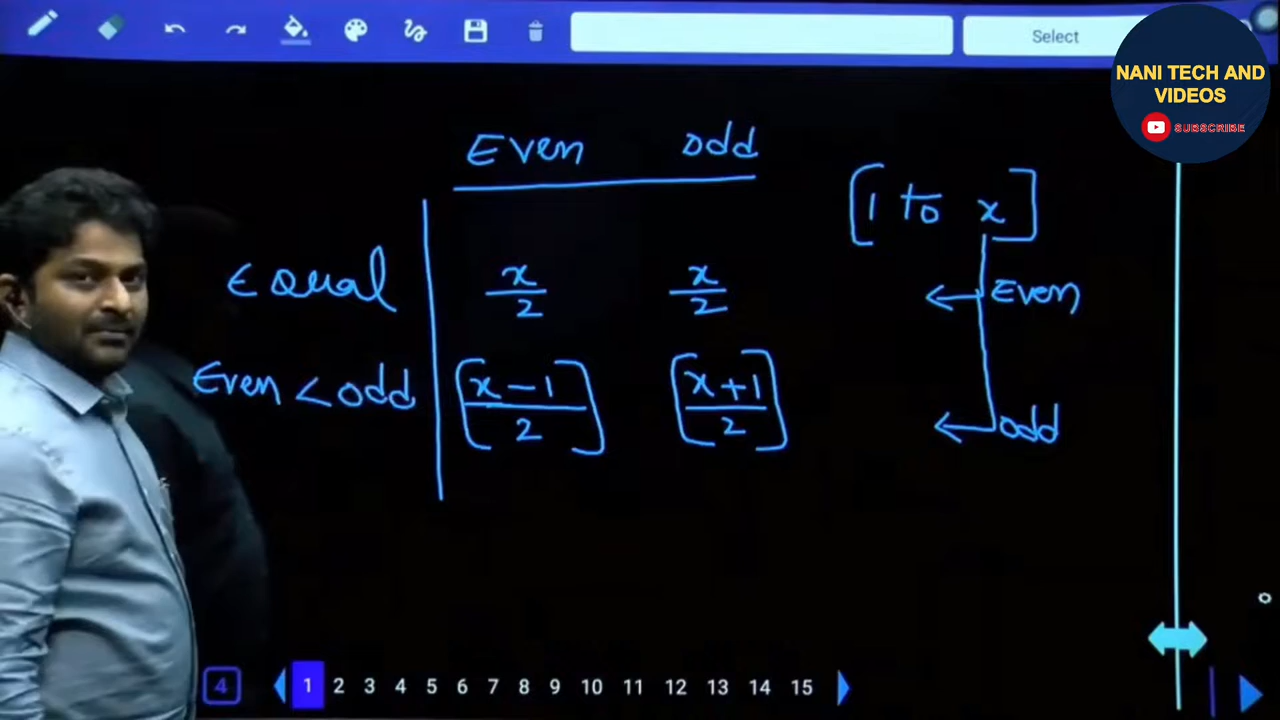 Select
NANI TECH AND
VIDEOS
SUBSCRIBE
Even odd
[1 to x]
Equal x/2 x/2
Even
Even < odd [x-1/2] [x+1/2]
odd
4 1 2 3 4 5 6 7 8 9 10 11 12 13 14 15